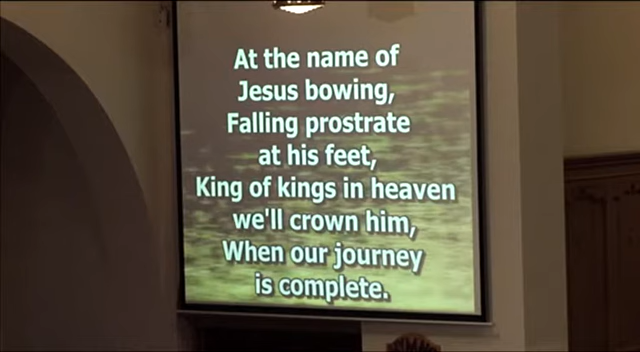 At the name of
Jesus bowing,
Falling prostrate
at his feet,
King of kings in heaven
we'll crown him,
When our journey
is complete.